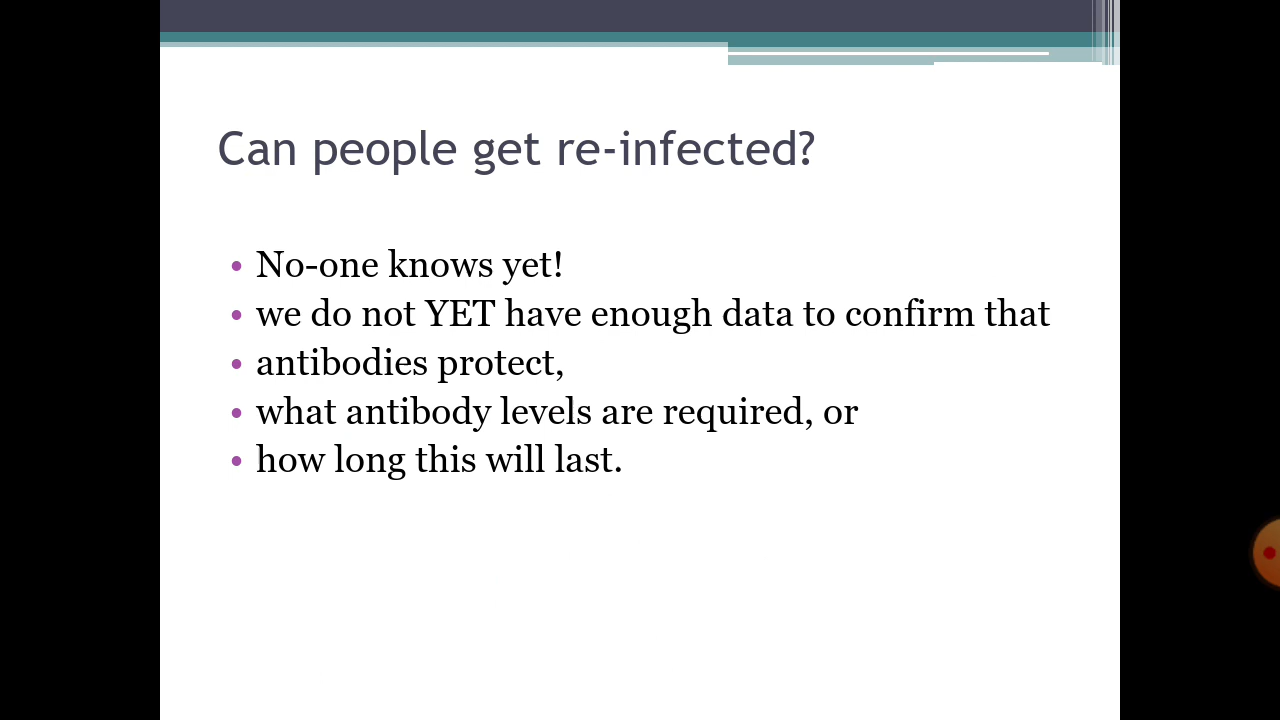 Can people get re-infected?
• No-one knows yet!
• we do not YET have enough data to confirm that
• antibodies protect,
• what antibody levels are required, or
• how long this will last.